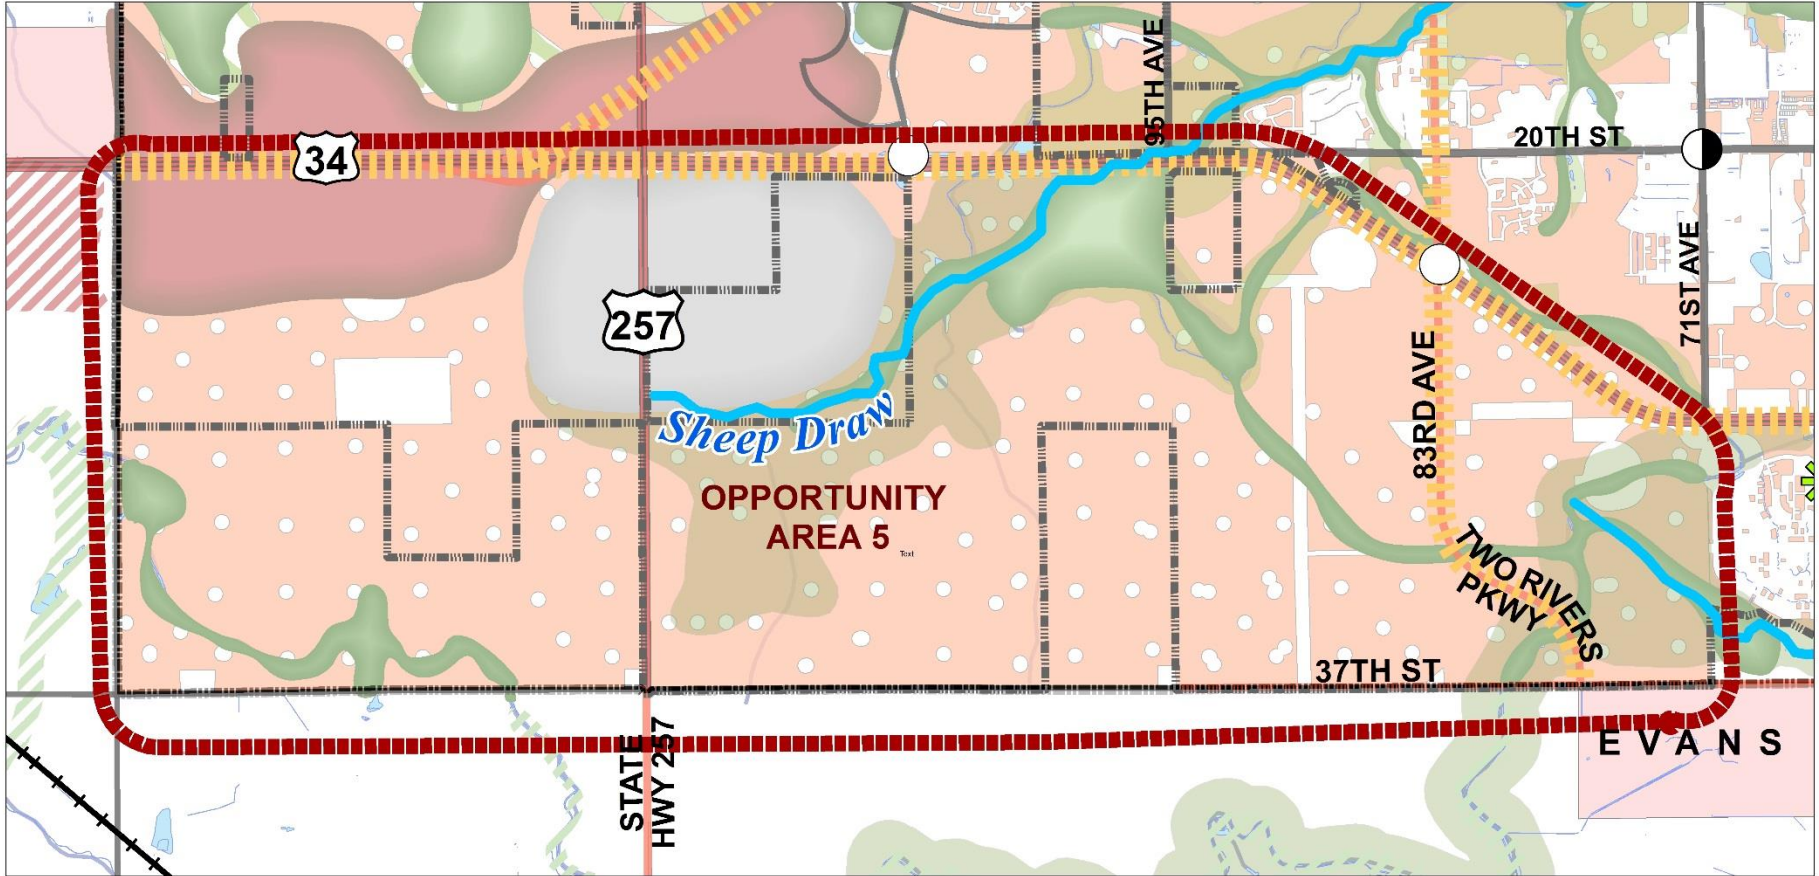 95TH AVE
20TH ST
34
71ST AVE
257
83RD AVE
Sheep Draw
OPPORTUNITY
AREA 5
Text
TWO RIVERS
PKWY
37TH ST
STATE
HWY 257
EVANS